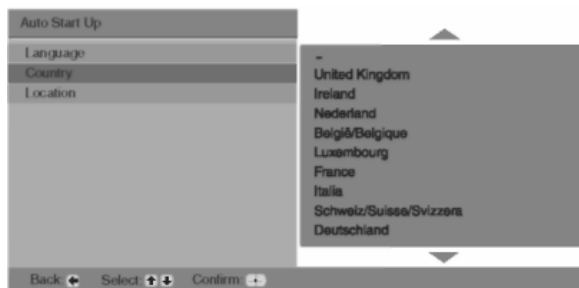 Auto Start Up
Language
Country
Location
–
United Kingdom
Ireland
Nederland
België/Belgique
Luxembourg
France
Italia
Schweiz/Suisse/Svizzera
Deutschland
Back: Select: Confirm: